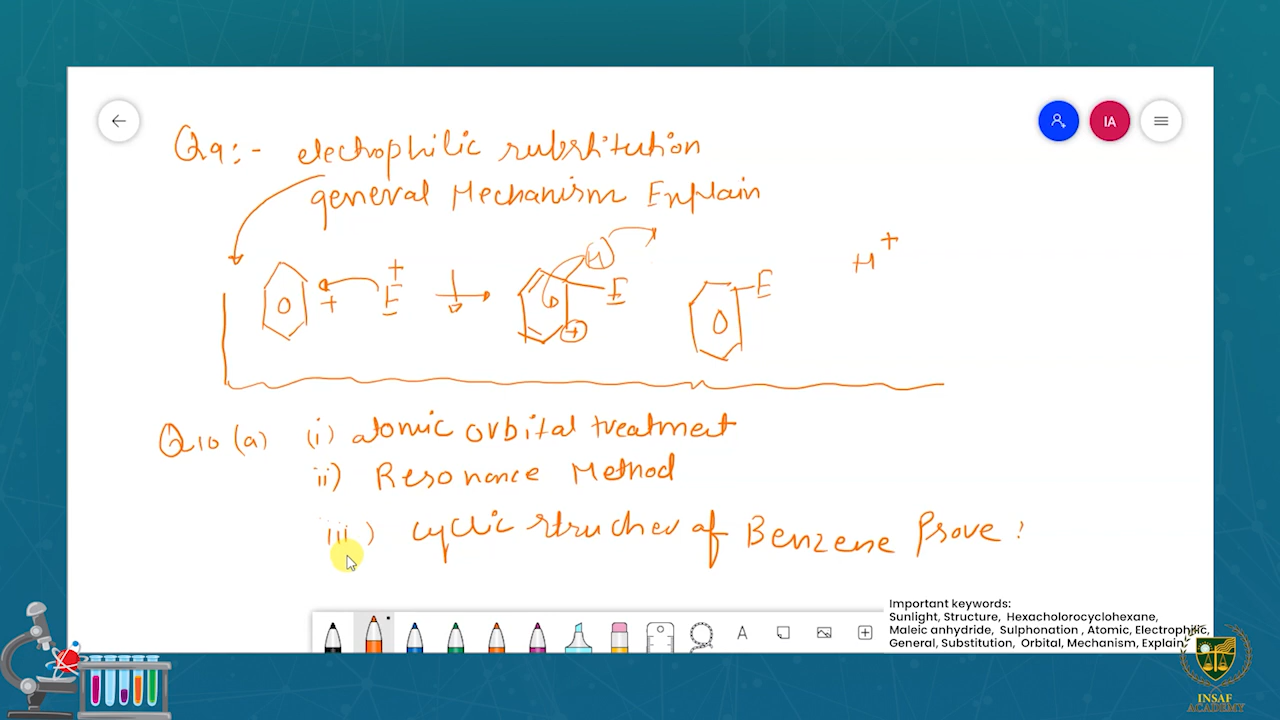 Q9:- electrophilic substitution
general Mechanism Explain
+ E +
H
E
+
E
H +
Q10 (a) (i) atomic orbital treatment
ii) Resonance Method
iii) cyclic strucher of Benzene Prove :
IA
A
Important keywords:
Sunlight, Structure, Hexacholorocyclohexane,
Maleic anhydride, Sulphonation , Atomic, Electrophilic,
General, Substitution, Orbital, Mechanism, Explain
INSAF
ACADEMY